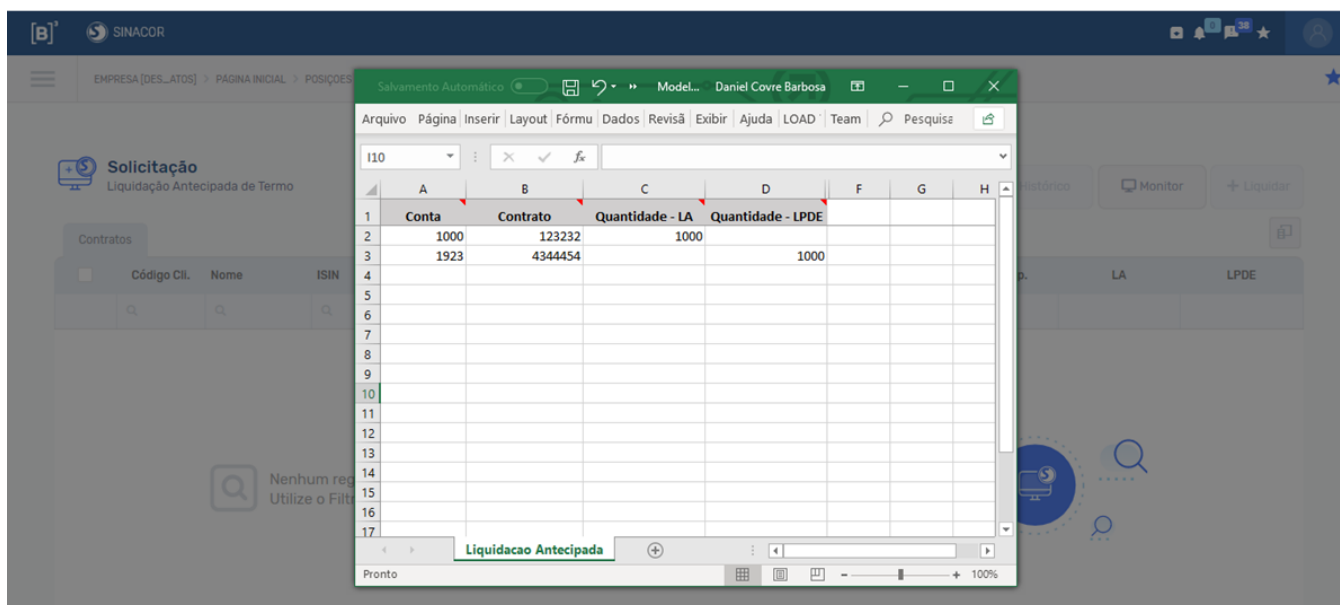 [B]³ SINACOR 0 38
EMPRESA [DES_ATOS] > PÁGINA INICIAL > POSIÇOES
Salvamento Automático Model... Daniel Covre Barbosa
Arquivo Página Inserir Layout Fórmu Dados Revisã Exibir Ajuda LOAD Team Pesquisa
I10 fx
Solicitação
Liquidação Antecipada de Termo
Histórico Monitor + Liquidar
A B C D F G H
1 Conta Contrato Quantidade - LA Quantidade - LPDE
2 1000 123232 1000
3 1923 4344454 1000
Contratos
Código Cli. Nome ISIN LA LPDE
4
5
6
7
8
9
10
11
12
13
14
15
16
17
Nenhum reg
Utilize o Filt
Liquidacao Antecipada
Pronto 100%